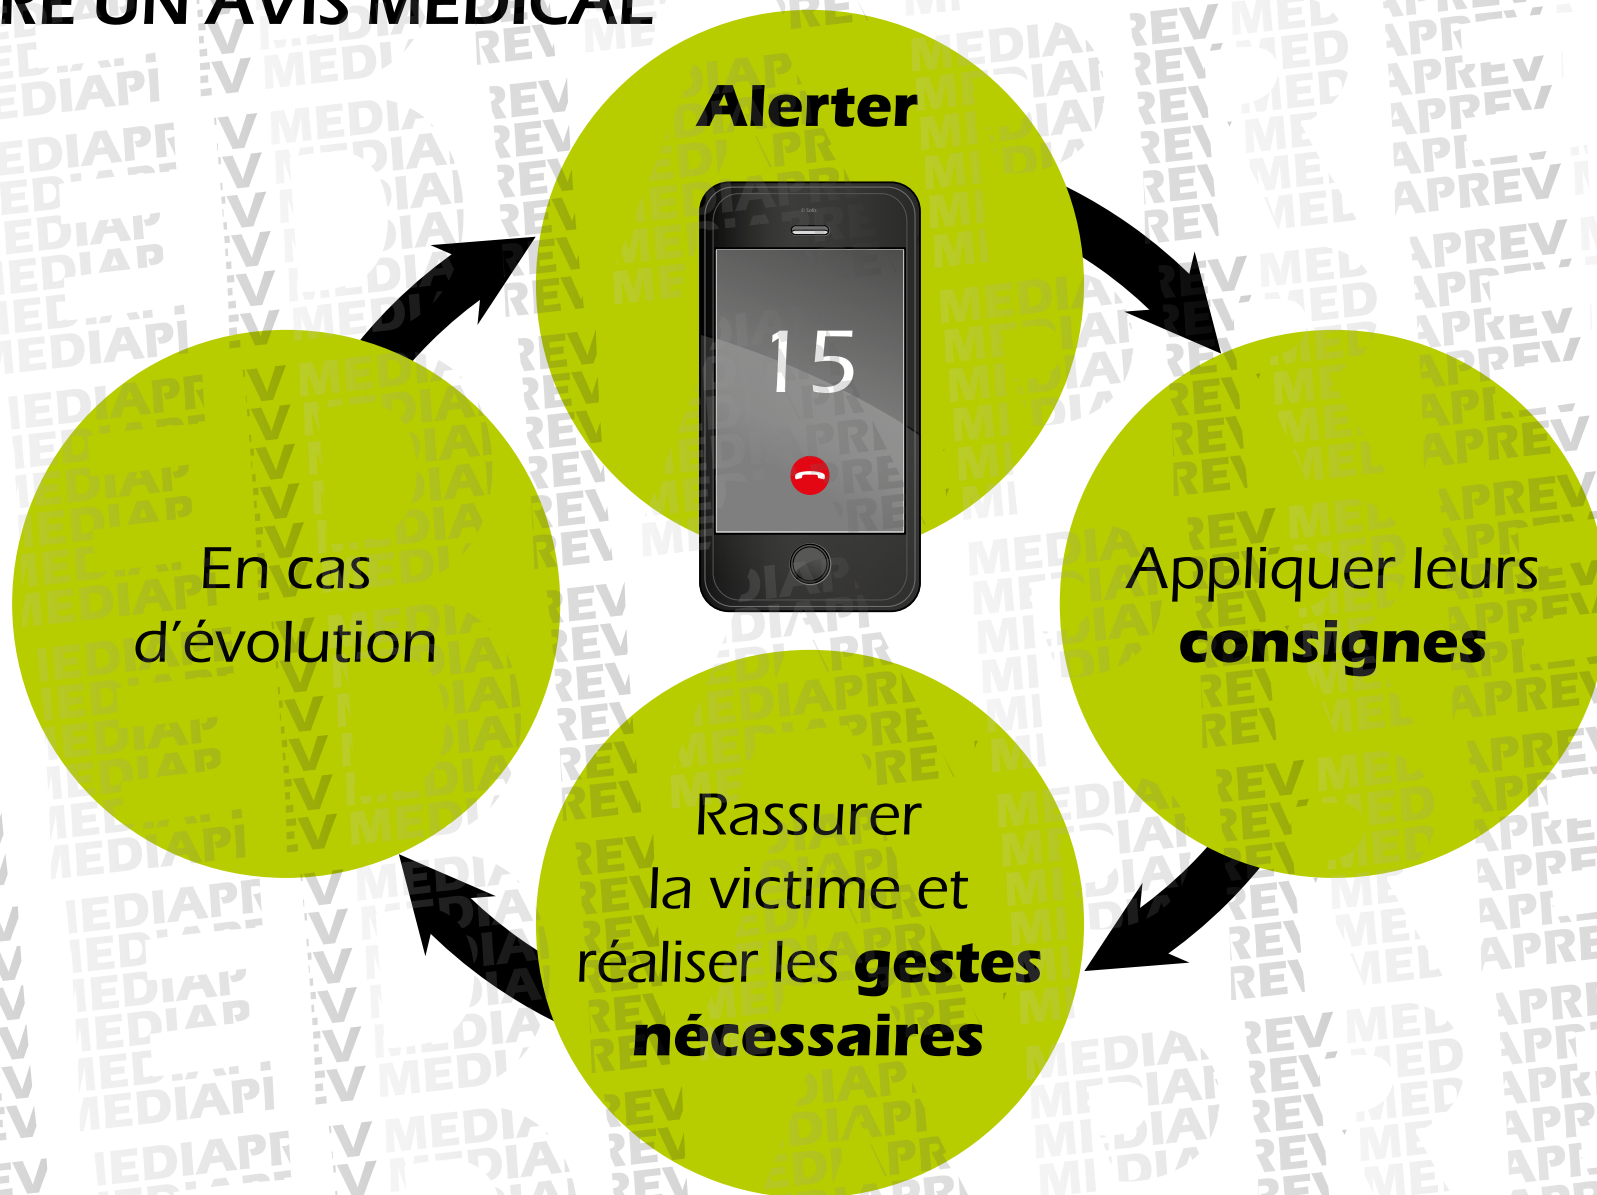 RE UN AVIS MÉDICAL
Alerter
15
En cas
d’évolution
Appliquer leurs
consignes
Rassurer
la victime et
réaliser les gestes
nécessaires